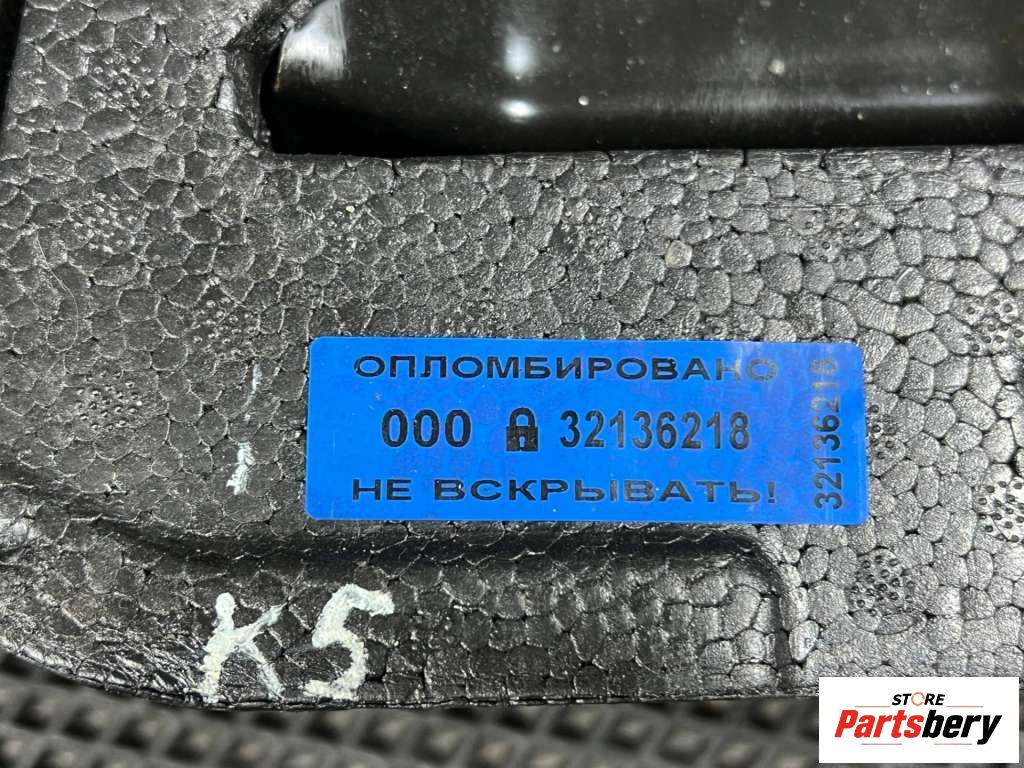 ОПЛОМБИРОВАНО
000 32136218
НЕ ВСКРЫВАТЬ!
32136218
K5
STORE
Partsbery